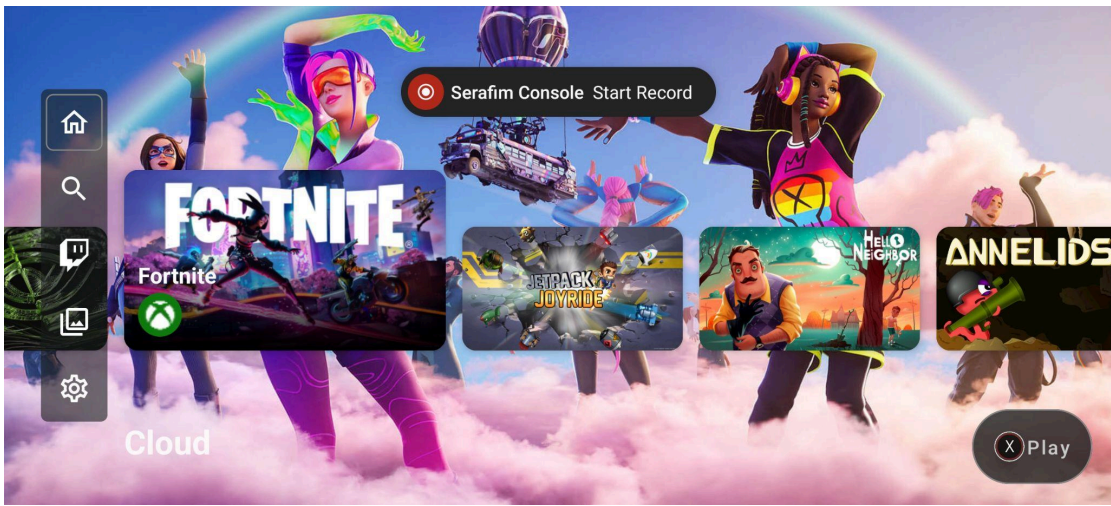 Serafim Console Start Record
FORTNITE
Fortnite
JETPACK
JOYRIDE
HELLO
NEIGHBOR
ANNELIDS
Cloud
X Play